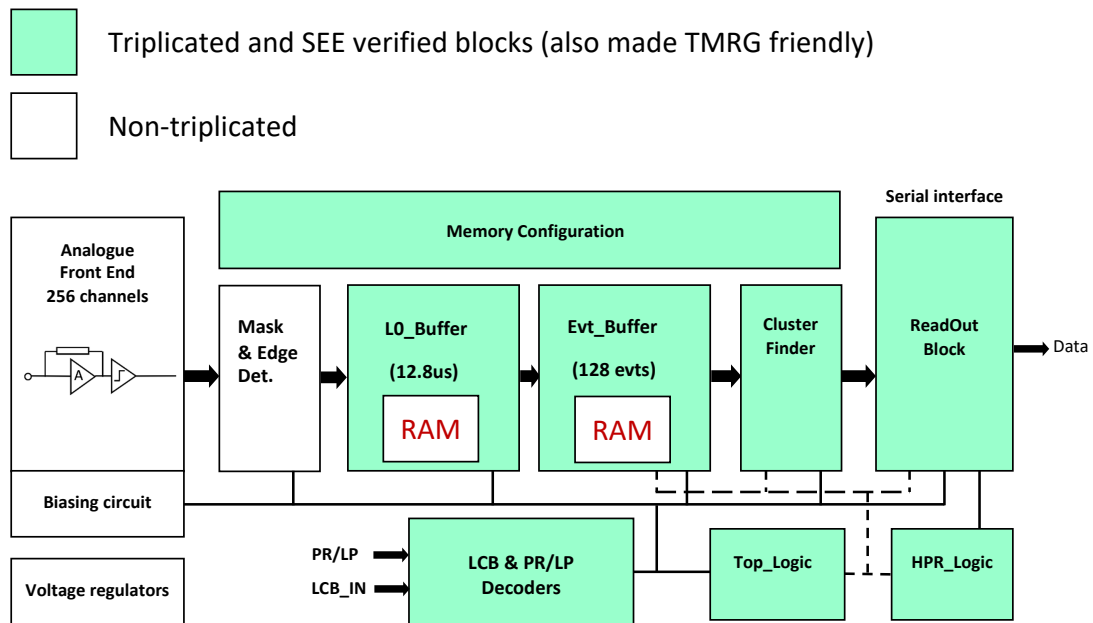 Triplicated and SEE verified blocks (also made TMRG friendly)
Non-triplicated
Serial interface
Memory Configuration
Analogue
Front End
256 channels
A
Mask
& Edge
Det.
L0_Buffer
(12.8us)
RAM
Evt_Buffer
(128 evts)
RAM
Cluster
Finder
ReadOut
Block
Data
Biasing circuit
Voltage regulators
PR/LP
LCB_IN
LCB & PR/LP
Decoders
Top_Logic
HPR_Logic